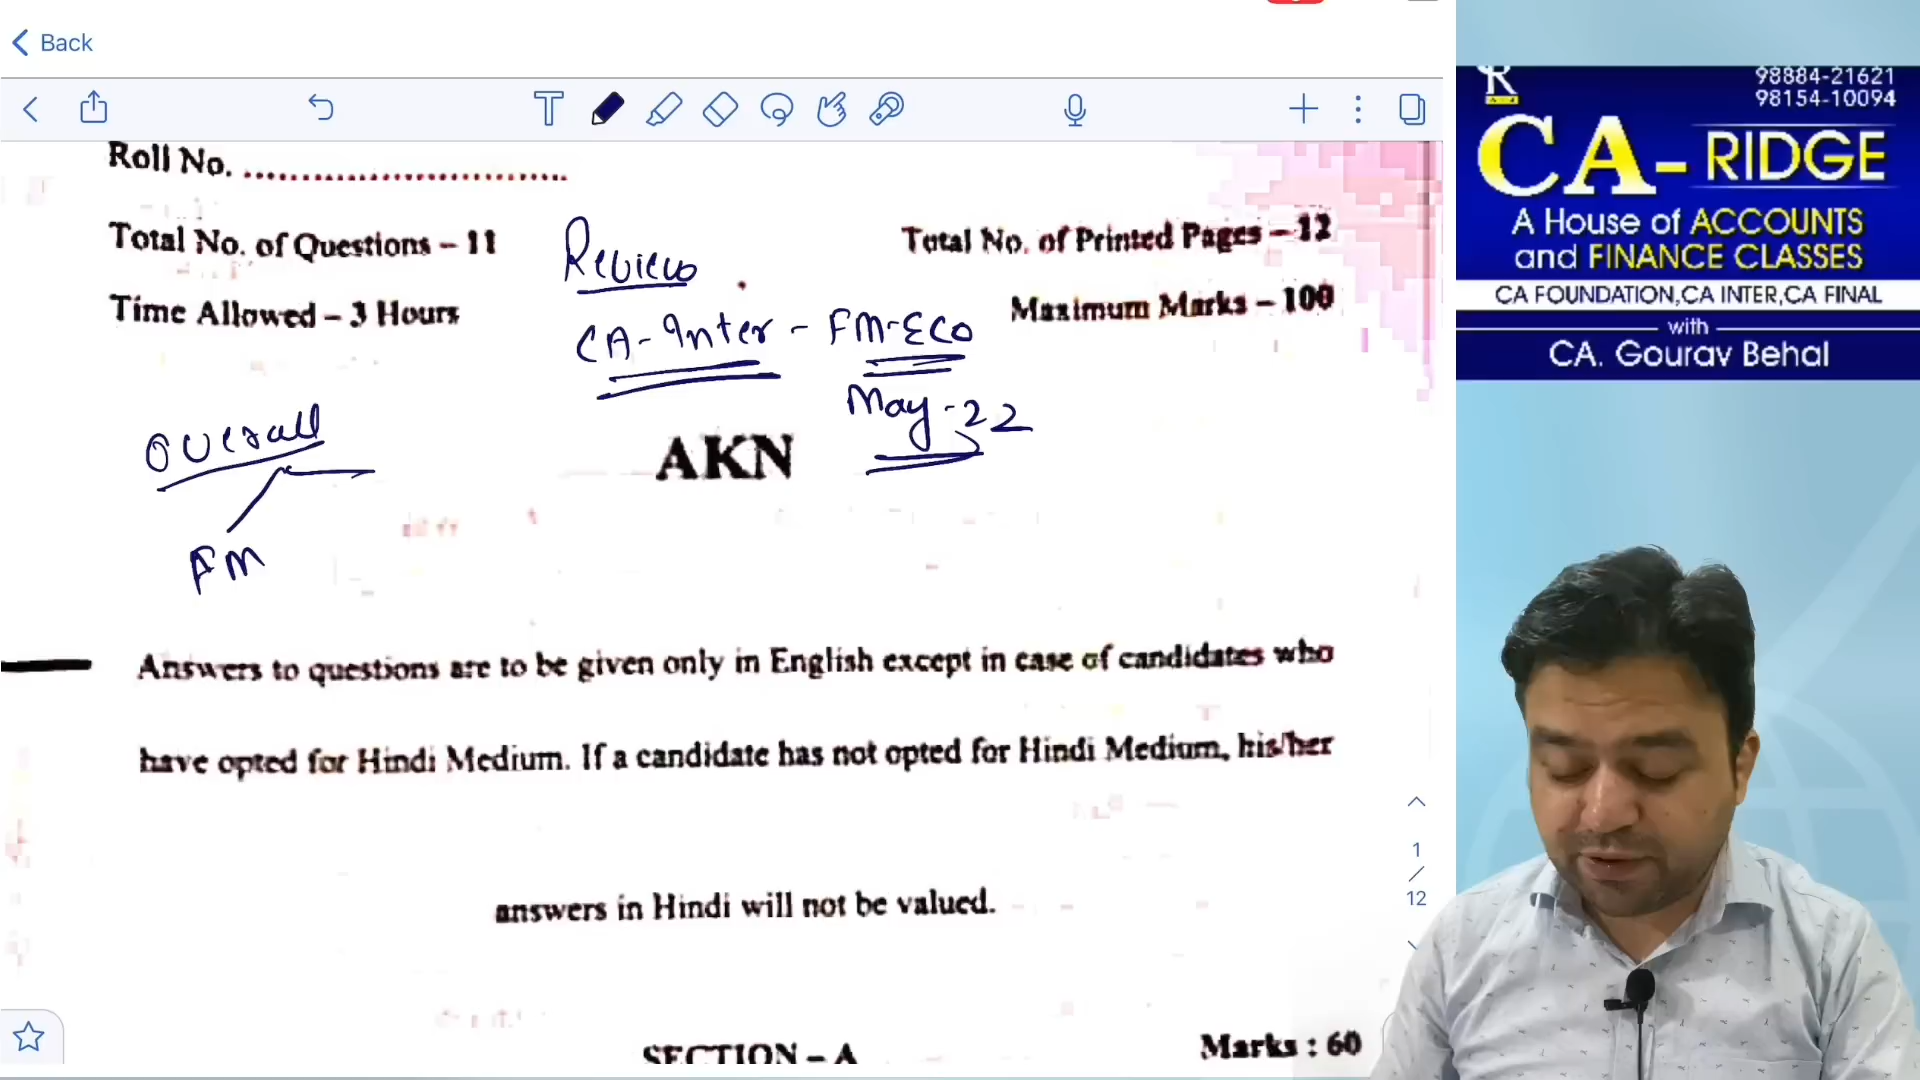 Back
Roll No. ..............................
Total No. of Questions – 11
Total No. of Printed Pages – 12
Time Allowed – 3 Hours
Maximum Marks – 100
Review
CA-Inter - FM-ECO
May-22
Overall
FM
AKN
Answers to questions are to be given only in English except in case of candidates who
have opted for Hindi Medium. If a candidate has not opted for Hindi Medium, his/her
answers in Hindi will not be valued.
SECTION – A
Marks : 60
1
/
12
98884-21621
98154-10094
CA-RIDGE
A House of ACCOUNTS
and FINANCE CLASSES
CA FOUNDATION,CA INTER,CA FINAL
with
CA. Gourav Behal